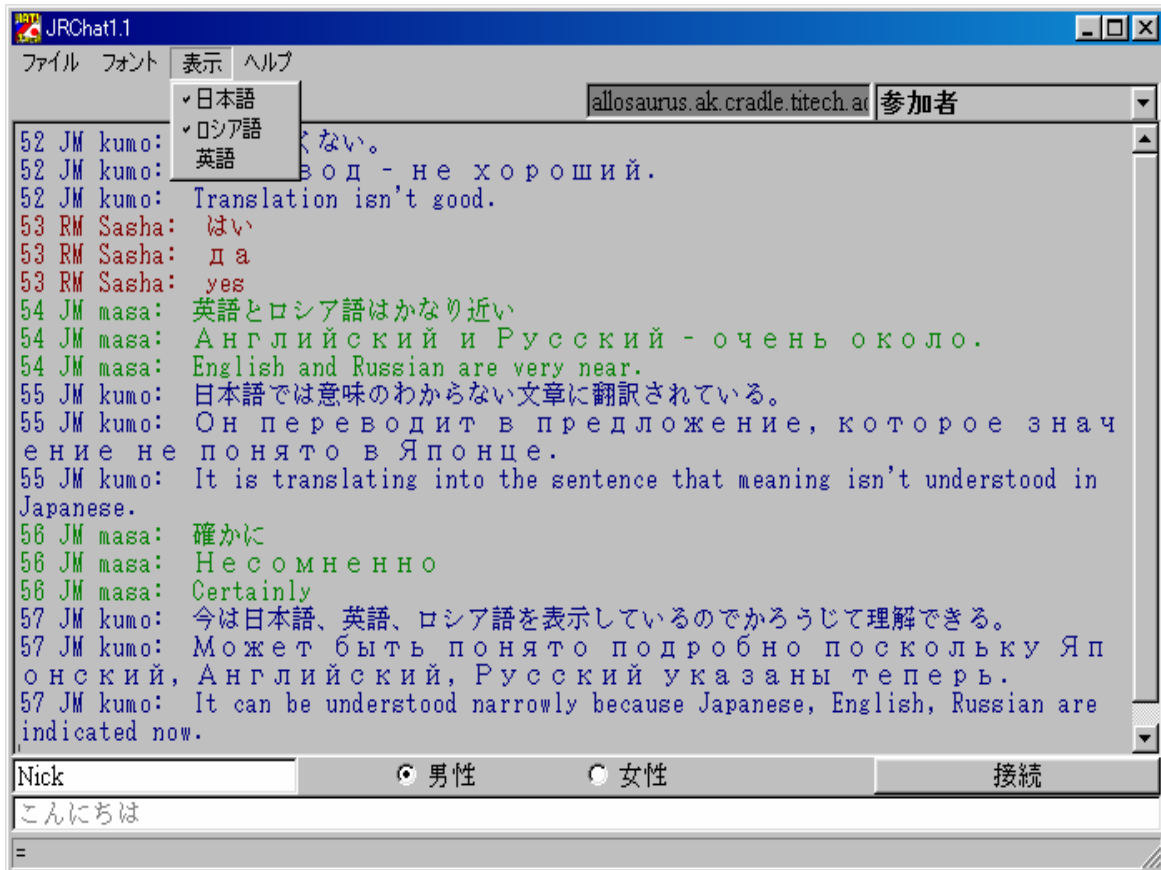 JRChat1.1
ファイル フォント 表示 ヘルプ
✓日本語
✓ロシア語
英語
allosaurus.ak.cradle.titech.ac 参加者
52 JM kumo: くない。
52 JM kumo: вод - не хороший.
52 JM kumo: Translation isn't good.
53 RM Sasha: はい
53 RM Sasha: да
53 RM Sasha: yes
54 JM masa: 英語とロシア語はかなり近い
54 JM masa: Английский и Русский - очень около.
54 JM masa: English and Russian are very near.
55 JM kumo: 日本語では意味のわからない文章に翻訳されている。
55 JM kumo: Он переводит в предложение, которое знач
ение не понято в Японце.
55 JM kumo: It is translating into the sentence that meaning isn't understood in
Japanese.
56 JM masa: 確かに
56 JM masa: Несомненно
56 JM masa: Certainly
57 JM kumo: 今は日本語、英語、ロシア語を表示しているのでかろうじて理解できる。
57 JM kumo: Может быть понято подробно поскольку Яп
онский, Английский, Русский указаны теперь.
57 JM kumo: It can be understood narrowly because Japanese, English, Russian are
indicated now.
Nick 男性 女性 接続
こんにちは
=